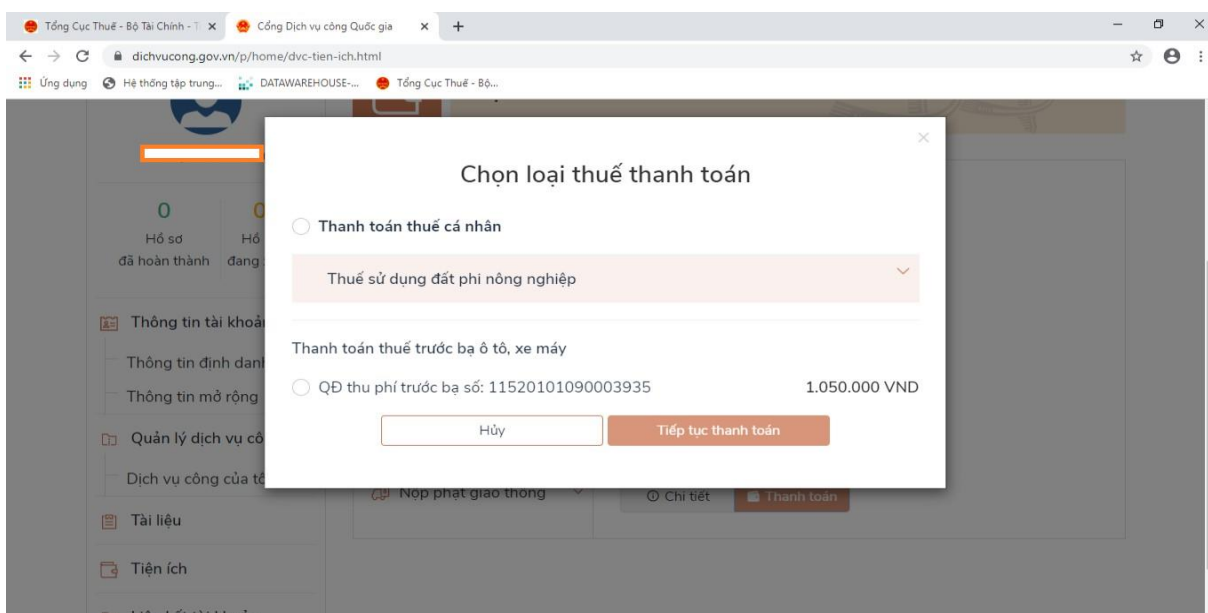 Tổng Cục Thuế - Bộ Tài Chính - T
Cổng Dịch vụ công Quốc gia
dichvucong.gov.vn/p/home/dvc-tien-ich.html
Ứng dụng
Hệ thống tập trung...
DATAWAREHOUSE-...
Tổng Cục Thuế - Bộ...
Chọn loại thuế thanh toán
Thanh toán thuế cá nhân
Thuế sử dụng đất phi nông nghiệp
Thanh toán thuế trước bạ ô tô, xe máy
QĐ thu phí trước bạ số: 11520101090003935 1.050.000 VND
Hủy
Tiếp tục thanh toán
0
Hồ sơ
đã hoàn thành
0
Hồ
đang
Thông tin tài khoản
Thông tin định danh
Thông tin mở rộng
Quản lý dịch vụ cô
Dịch vụ công của tô
Tài liệu
Tiện ích
Nộp phạt giao thông
Chi tiết
Thanh toán